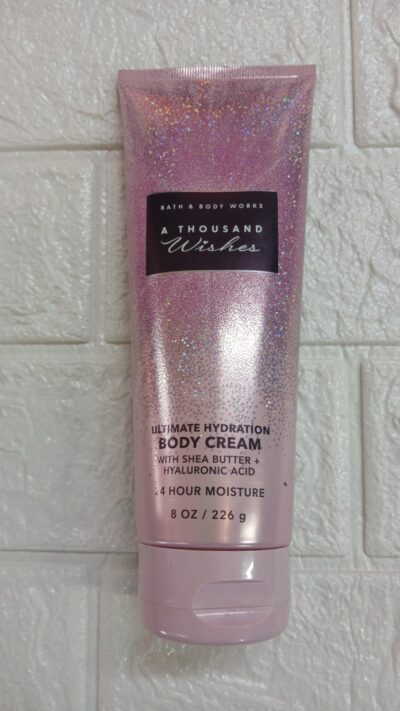 BATH & BODY WORKS
A THOUSAND
Wishes
ULTIMATE HYDRATION
BODY CREAM
WITH SHEA BUTTER +
HYALURONIC ACID
24 HOUR MOISTURE
8 OZ / 226 g